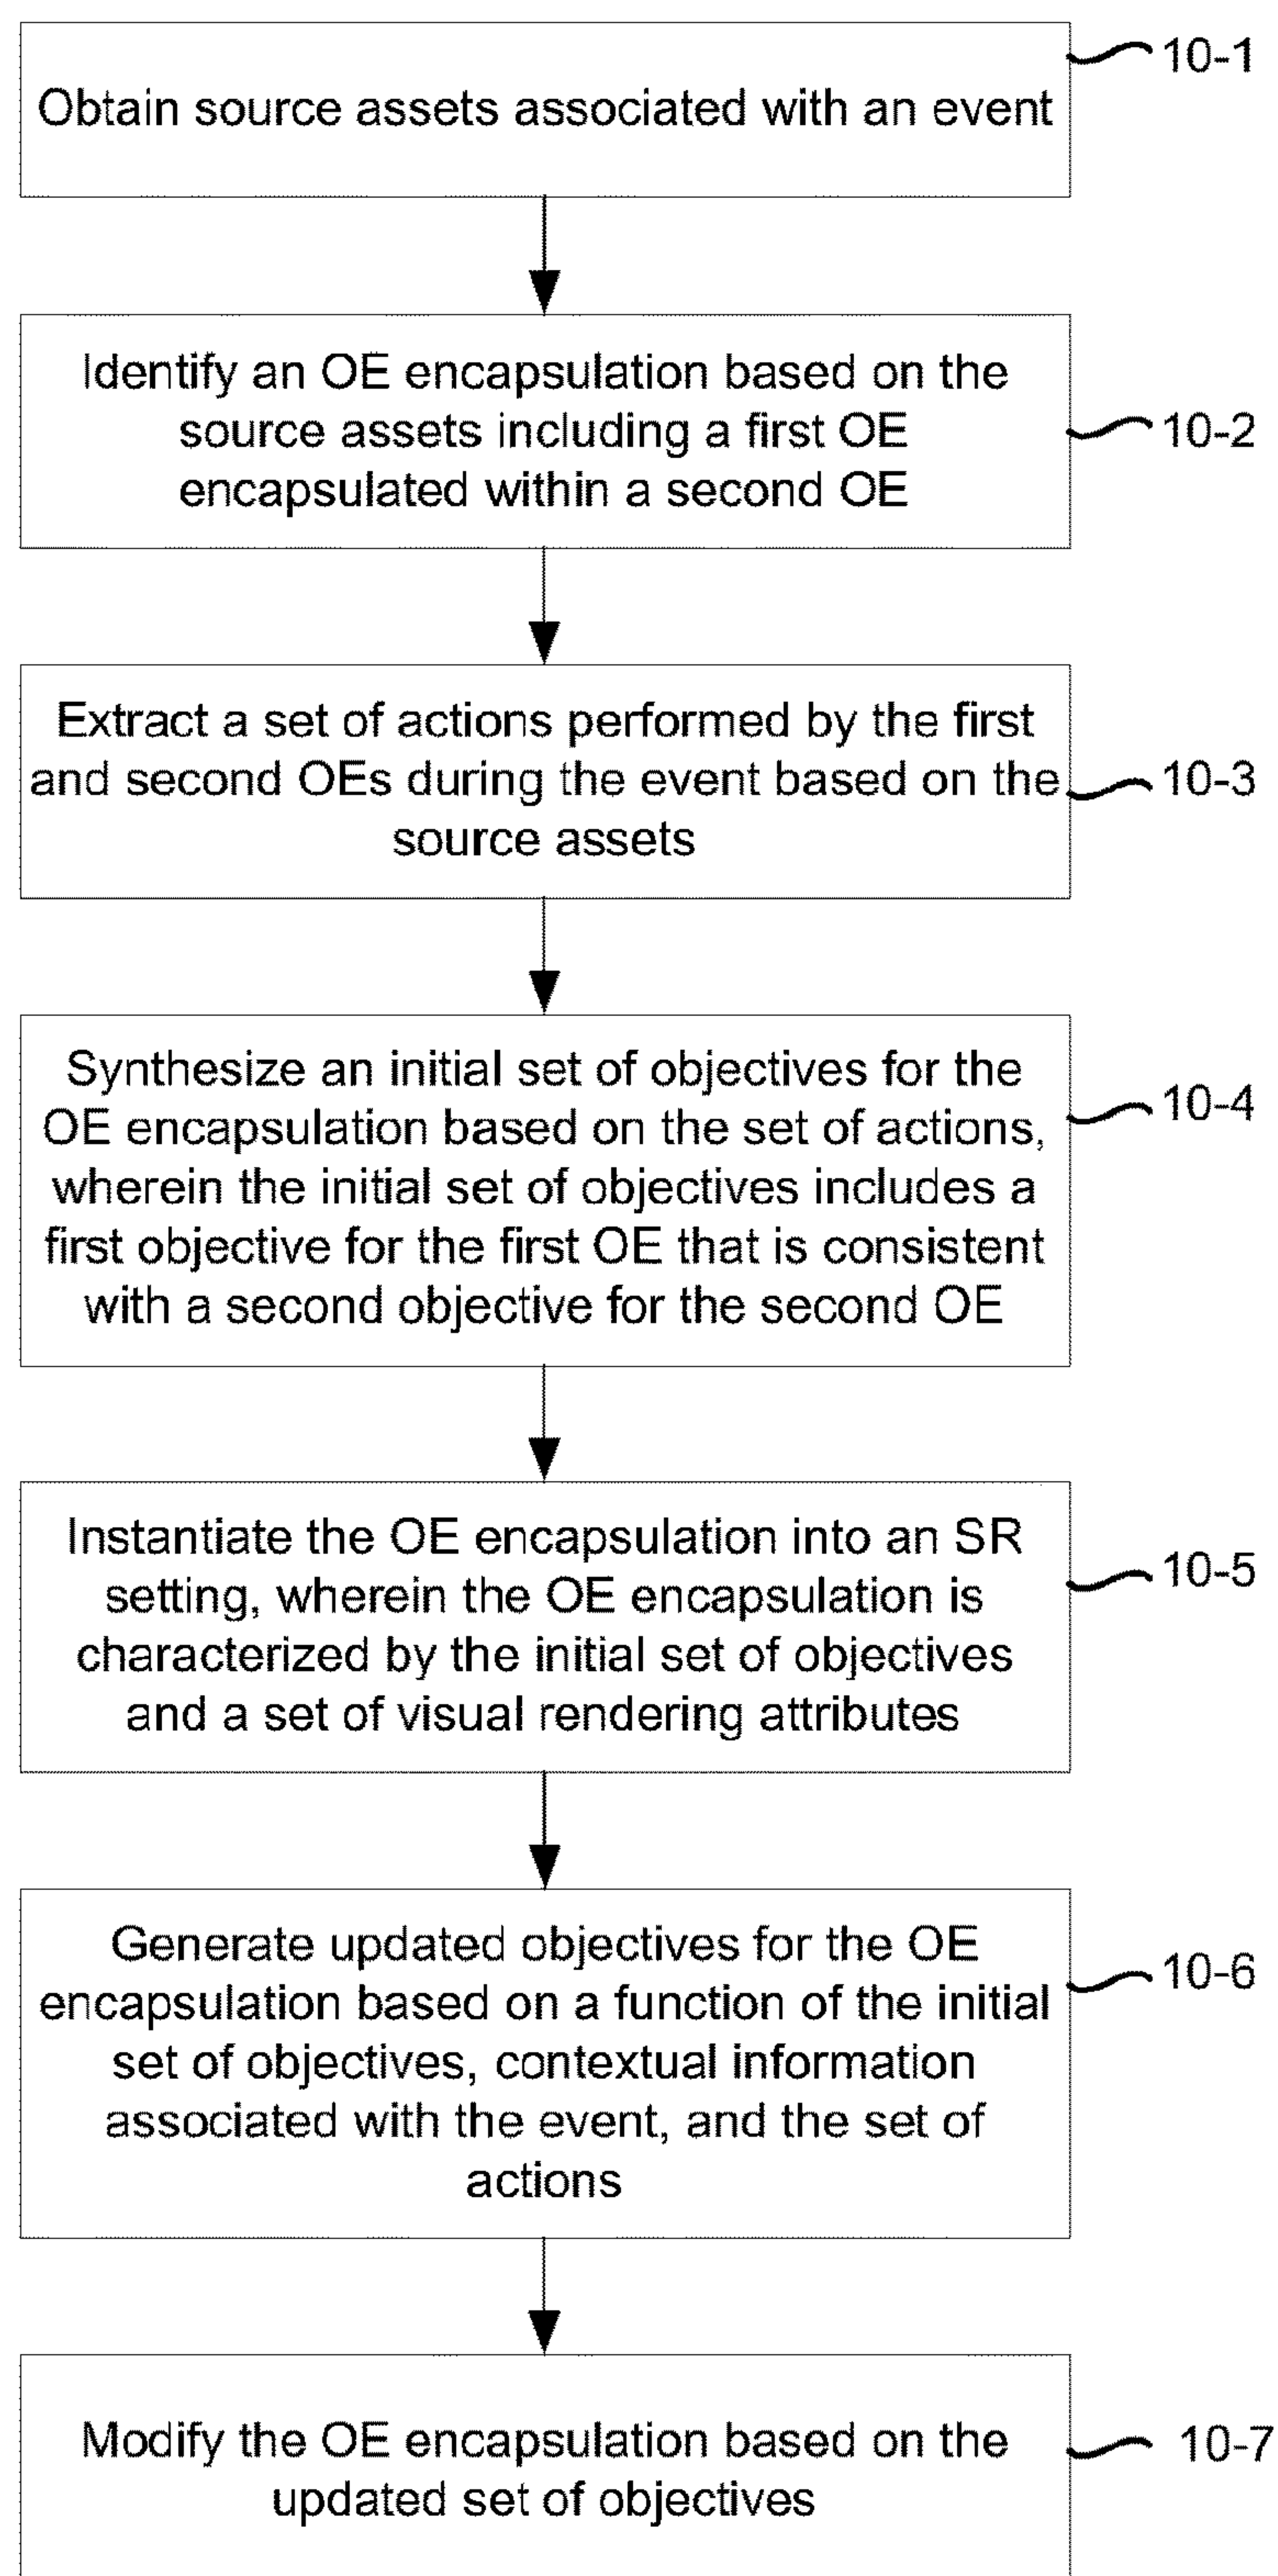 10-1
Obtain source assets associated with an event
Identify an OE encapsulation based on the
source assets including a first OE
encapsulated within a second OE
10-2
Extract a set of actions performed by the first
and second OEs during the event based on the
source assets
10-3
Synthesize an initial set of objectives for the
OE encapsulation based on the set of actions,
wherein the initial set of objectives includes a
first objective for the first OE that is consistent
with a second objective for the second OE
10-4
Instantiate the OE encapsulation into an SR
setting, wherein the OE encapsulation is
characterized by the initial set of objectives
and a set of visual rendering attributes
10-5
Generate updated objectives for the OE
encapsulation based on a function of the initial
set of objectives, contextual information
associated with the event, and the set of
actions
10-6
Modify the OE encapsulation based on the
updated set of objectives
10-7